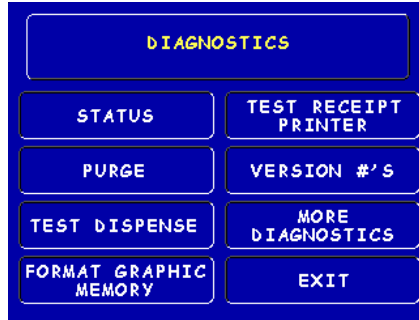 DIAGNOSTICS
STATUS
TEST RECEIPT
PRINTER
PURGE
VERSION #'S
TEST DISPENSE
MORE
DIAGNOSTICS
FORMAT GRAPHIC
MEMORY
EXIT